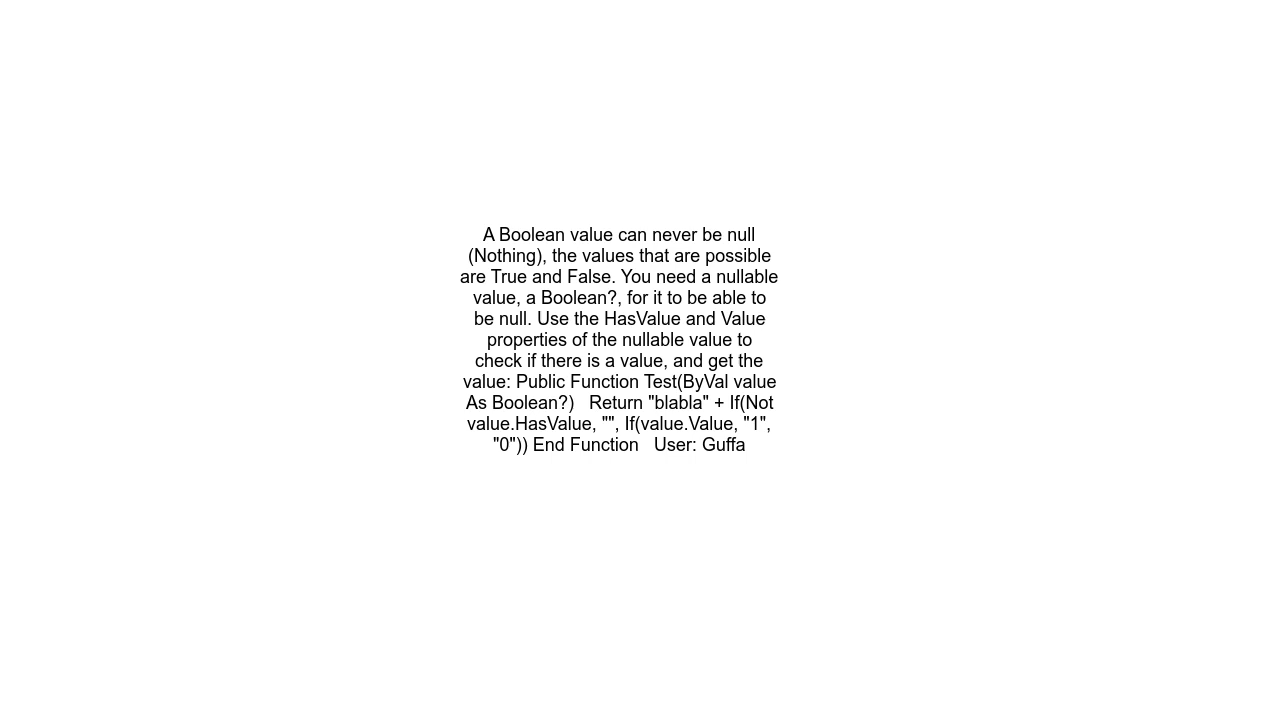 A Boolean value can never be null
(Nothing), the values that are possible
are True and False. You need a nullable
value, a Boolean?, for it to be able to
be null. Use the HasValue and Value
properties of the nullable value to
check if there is a value, and get the
value: Public Function Test(ByVal value
As Boolean?)   Return "blabla" + If(Not
value.HasValue, "", If(value.Value, "1",
"0")) End Function   User: Guffa